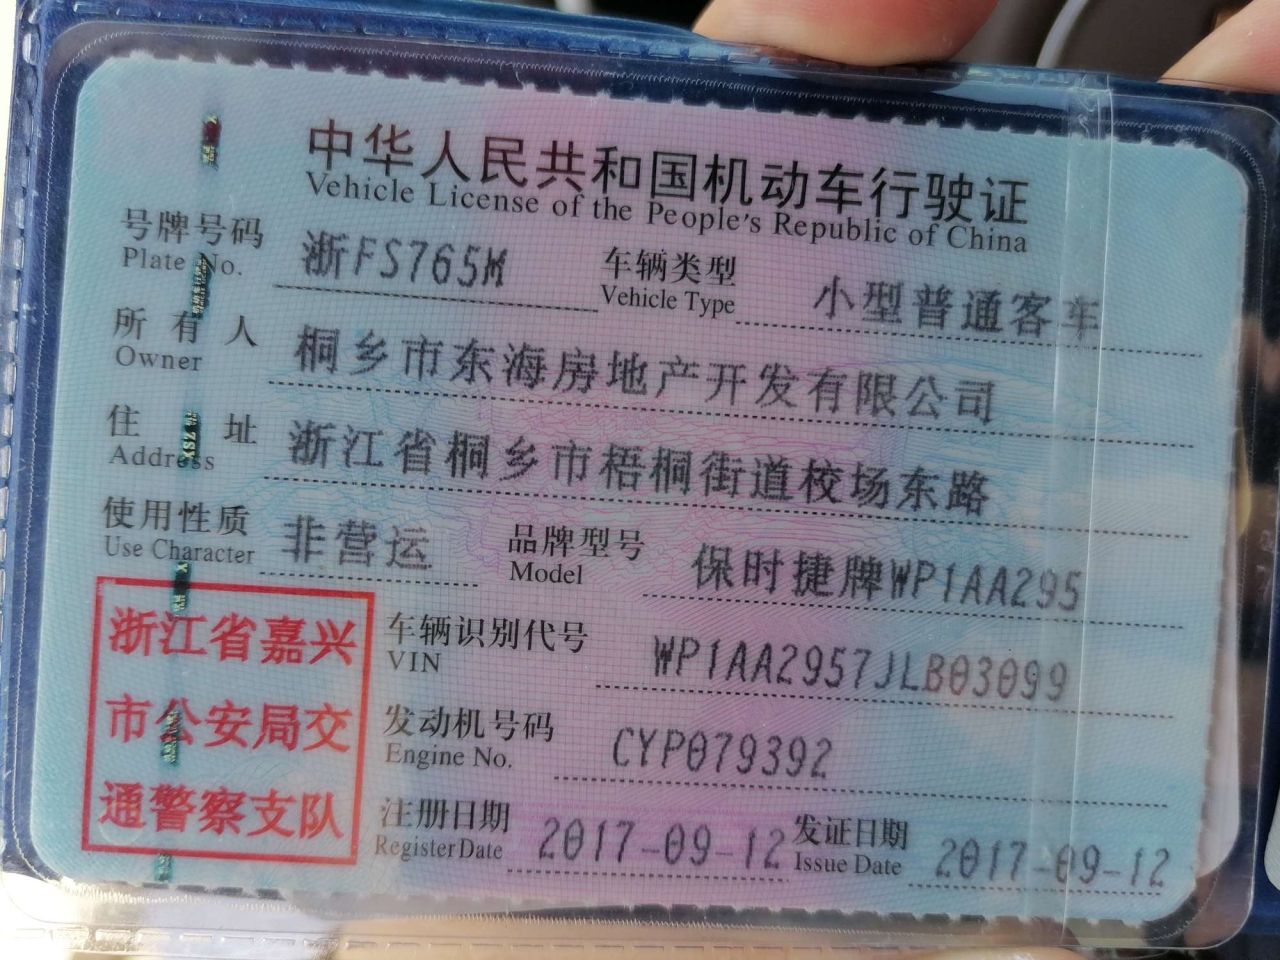 中华人民共和国机动车行驶证
Vehicle License of the People's Republic of China
号牌号码 浙FS765M 车辆类型 小型普通客车
Plate No. Vehicle Type
所有人 桐乡市东海房地产开发有限公司
Owner
住址 浙江省桐乡市梧桐街道校场东路
Address
使用性质 非营运 品牌型号 保时捷牌WP1AA295
Use Character Model
浙江省嘉兴
市公安局交
通警察支队
车辆识别代号 WP1AA2957JLB03099
VIN
发动机号码 CYP079392
Engine No.
注册日期 2017-09-12 发证日期 2017-09-12
Register Date Issue Date